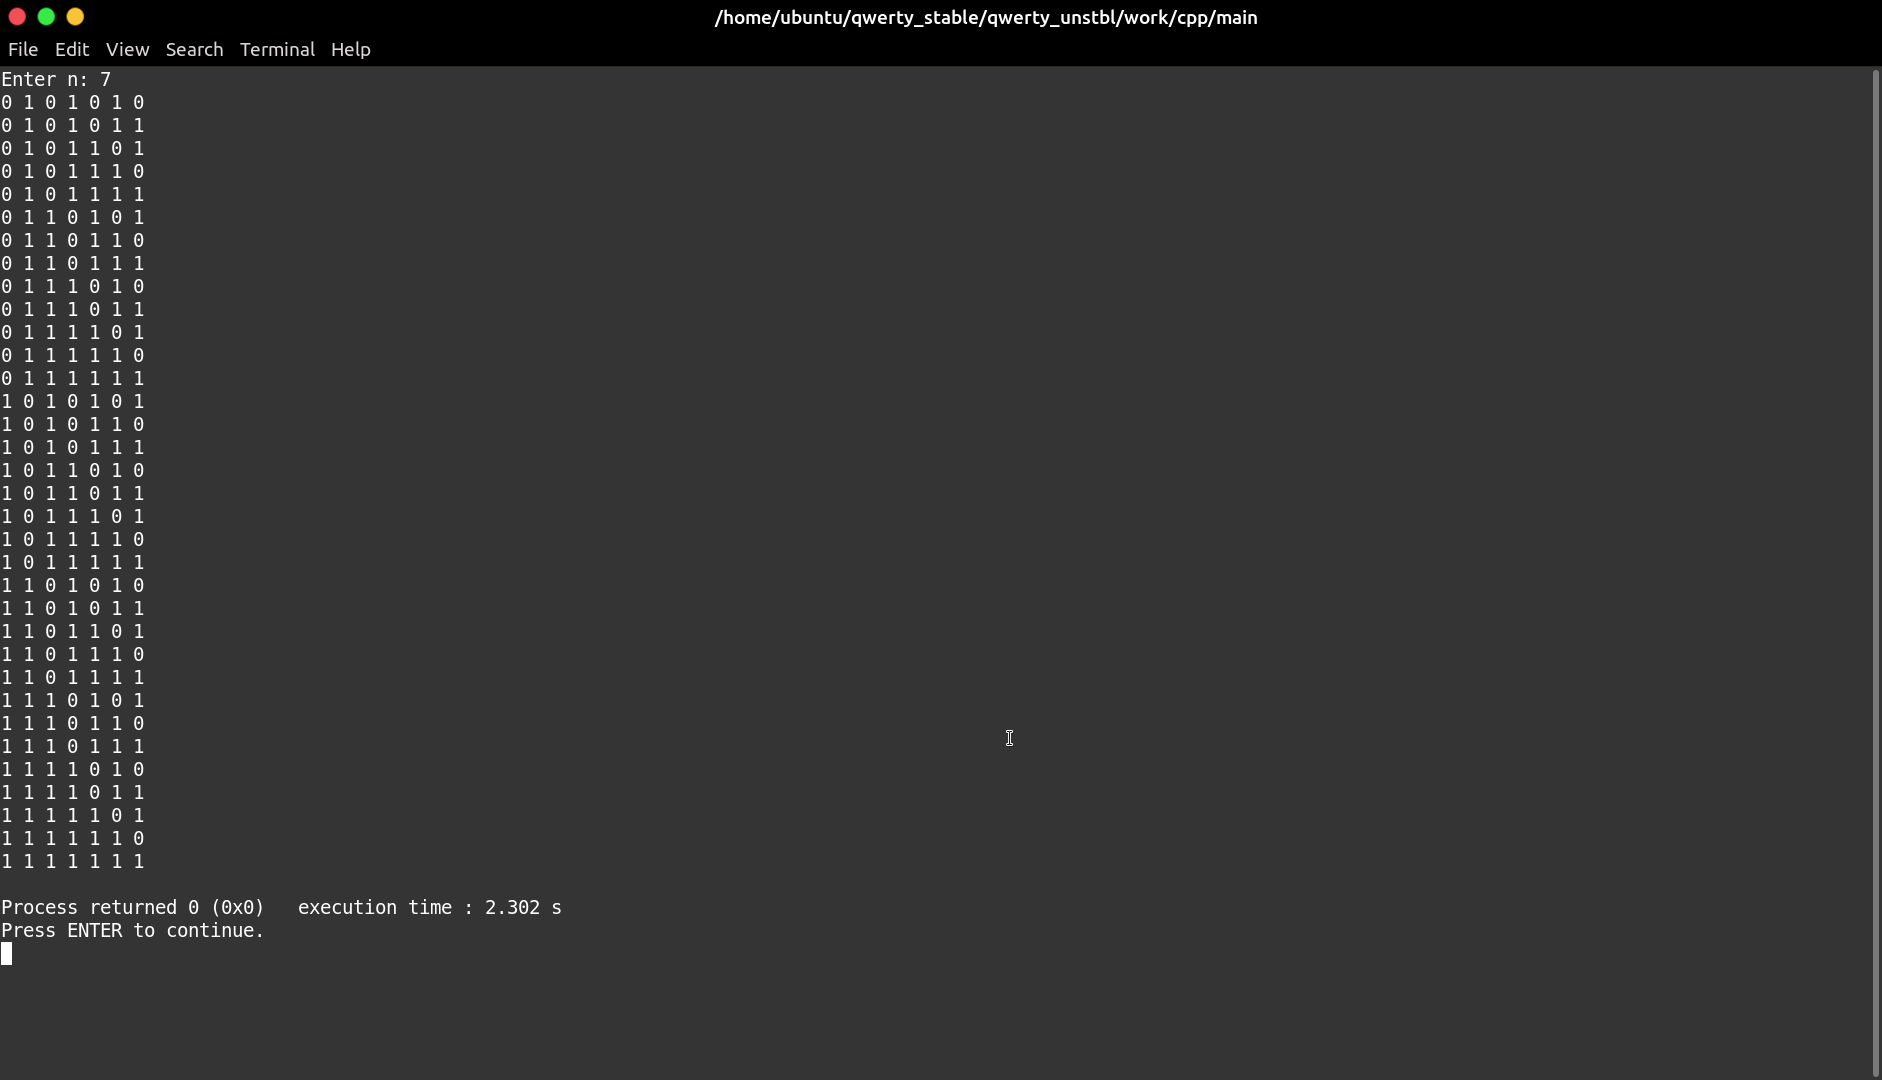 /home/ubuntu/qwerty_stable/qwerty_unstbl/work/cpp/main
File Edit View Search Terminal Help
Enter n: 7
0 1 0 1 0 1 0
0 1 0 1 0 1 1
0 1 0 1 1 0 1
0 1 0 1 1 1 0
0 1 0 1 1 1 1
0 1 1 0 1 0 1
0 1 1 0 1 1 0
0 1 1 0 1 1 1
0 1 1 1 0 1 0
0 1 1 1 0 1 1
0 1 1 1 1 0 1
0 1 1 1 1 1 0
0 1 1 1 1 1 1
1 0 1 0 1 0 1
1 0 1 0 1 1 0
1 0 1 0 1 1 1
1 0 1 1 0 1 0
1 0 1 1 0 1 1
1 0 1 1 1 0 1
1 0 1 1 1 1 0
1 0 1 1 1 1 1
1 1 0 1 0 1 0
1 1 0 1 0 1 1
1 1 0 1 1 0 1
1 1 0 1 1 1 0
1 1 0 1 1 1 1
1 1 1 0 1 0 1
1 1 1 0 1 1 0
1 1 1 0 1 1 1
1 1 1 1 0 1 0
1 1 1 1 0 1 1
1 1 1 1 1 0 1
1 1 1 1 1 1 0
1 1 1 1 1 1 1
Process returned 0 (0x0)   execution time : 2.302 s
Press ENTER to continue.